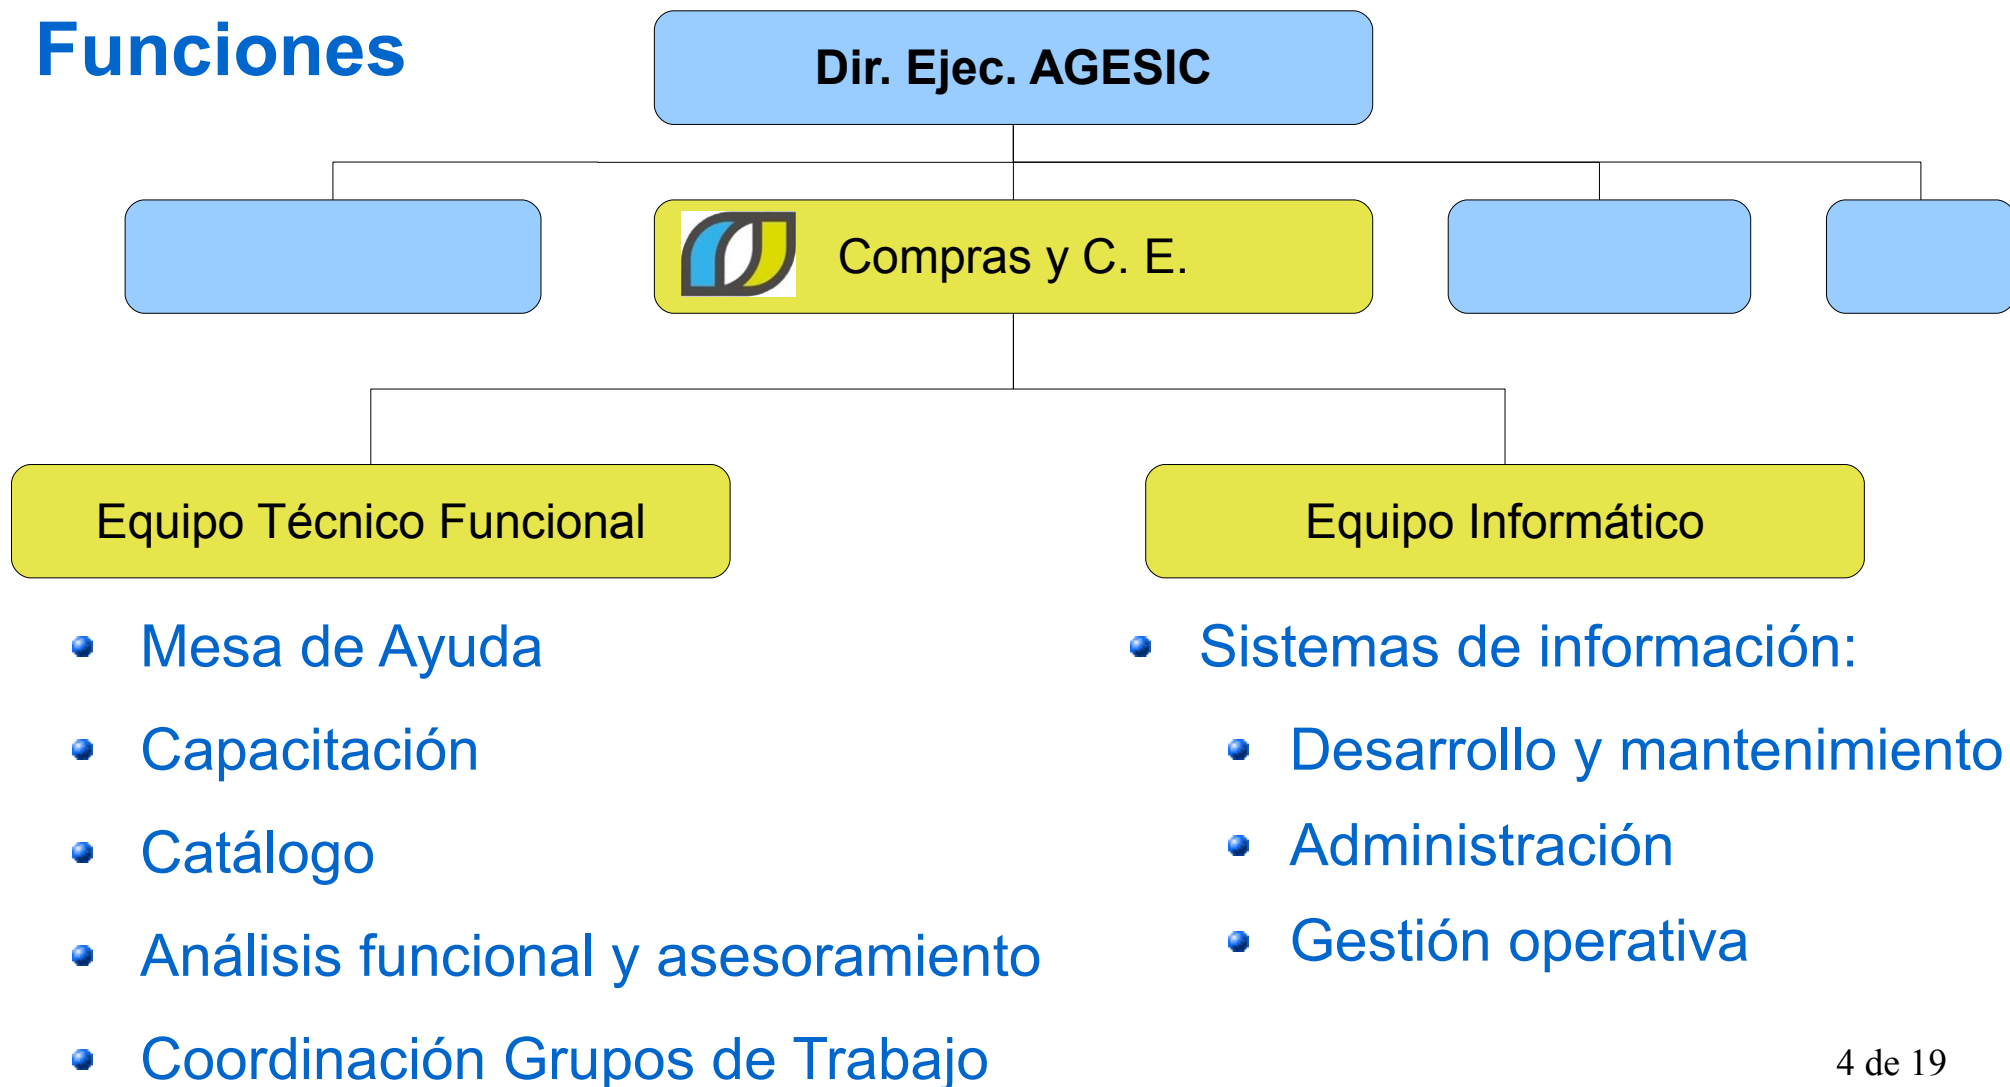 Funciones
Dir. Ejec. AGESIC
Compras y C. E.
Equipo Técnico Funcional
Mesa de Ayuda
Capacitación
Catálogo
Análisis funcional y asesoramiento
Coordinación Grupos de Trabajo
Equipo Informático
Sistemas de información:
Desarrollo y mantenimiento
Administración
Gestión operativa
4 de 19